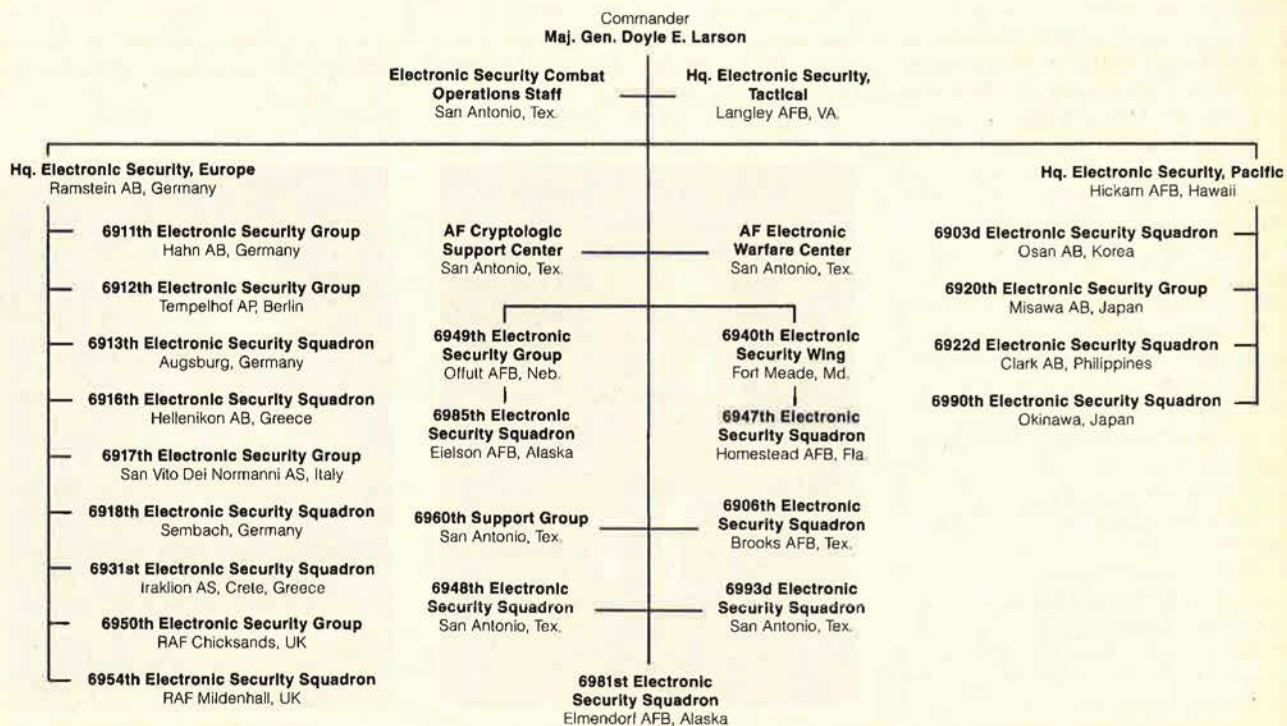 Commander
Maj. Gen. Doyle E. Larson
Electronic Security Combat
Operations Staff
San Antonio, Tex.
Hq. Electronic Security,
Tactical
Langley AFB, VA.
Hq. Electronic Security, Europe
Ramstein AB, Germany
6911th Electronic Security Group
Hahn AB, Germany
6912th Electronic Security Group
Tempelhof AP, Berlin
6913th Electronic Security Squadron
Augsburg, Germany
6916th Electronic Security Squadron
Hellenikon AB, Greece
6917th Electronic Security Group
San Vito Dei Normanni AS, Italy
6918th Electronic Security Squadron
Sembach, Germany
6931st Electronic Security Squadron
Iraklion AS, Crete, Greece
6950th Electronic Security Group
RAF Chicksands, UK
6954th Electronic Security Squadron
RAF Mildenhall, UK
AF Cryptologic
Support Center
San Antonio, Tex.
AF Electronic
Warfare Center
San Antonio, Tex.
6949th Electronic
Security Group
Offutt AFB, Neb.
6940th Electronic
Security Wing
Fort Meade, Md.
6985th Electronic
Security Squadron
Eielson AFB, Alaska
6947th Electronic
Security Squadron
Homestead AFB, Fla.
6960th Support Group
San Antonio, Tex.
6906th Electronic
Security Squadron
Brooks AFB, Tex.
6948th Electronic
Security Squadron
San Antonio, Tex.
6993d Electronic
Security Squadron
San Antonio, Tex.
6981st Electronic
Security Squadron
Elmendorf AFB, Alaska
Hq. Electronic Security, Pacific
Hickam AFB, Hawaii
6903d Electronic Security Squadron
Osan AB, Korea
6920th Electronic Security Group
Misawa AB, Japan
6922d Electronic Security Squadron
Clark AB, Philippines
6990th Electronic Security Squadron
Okinawa, Japan